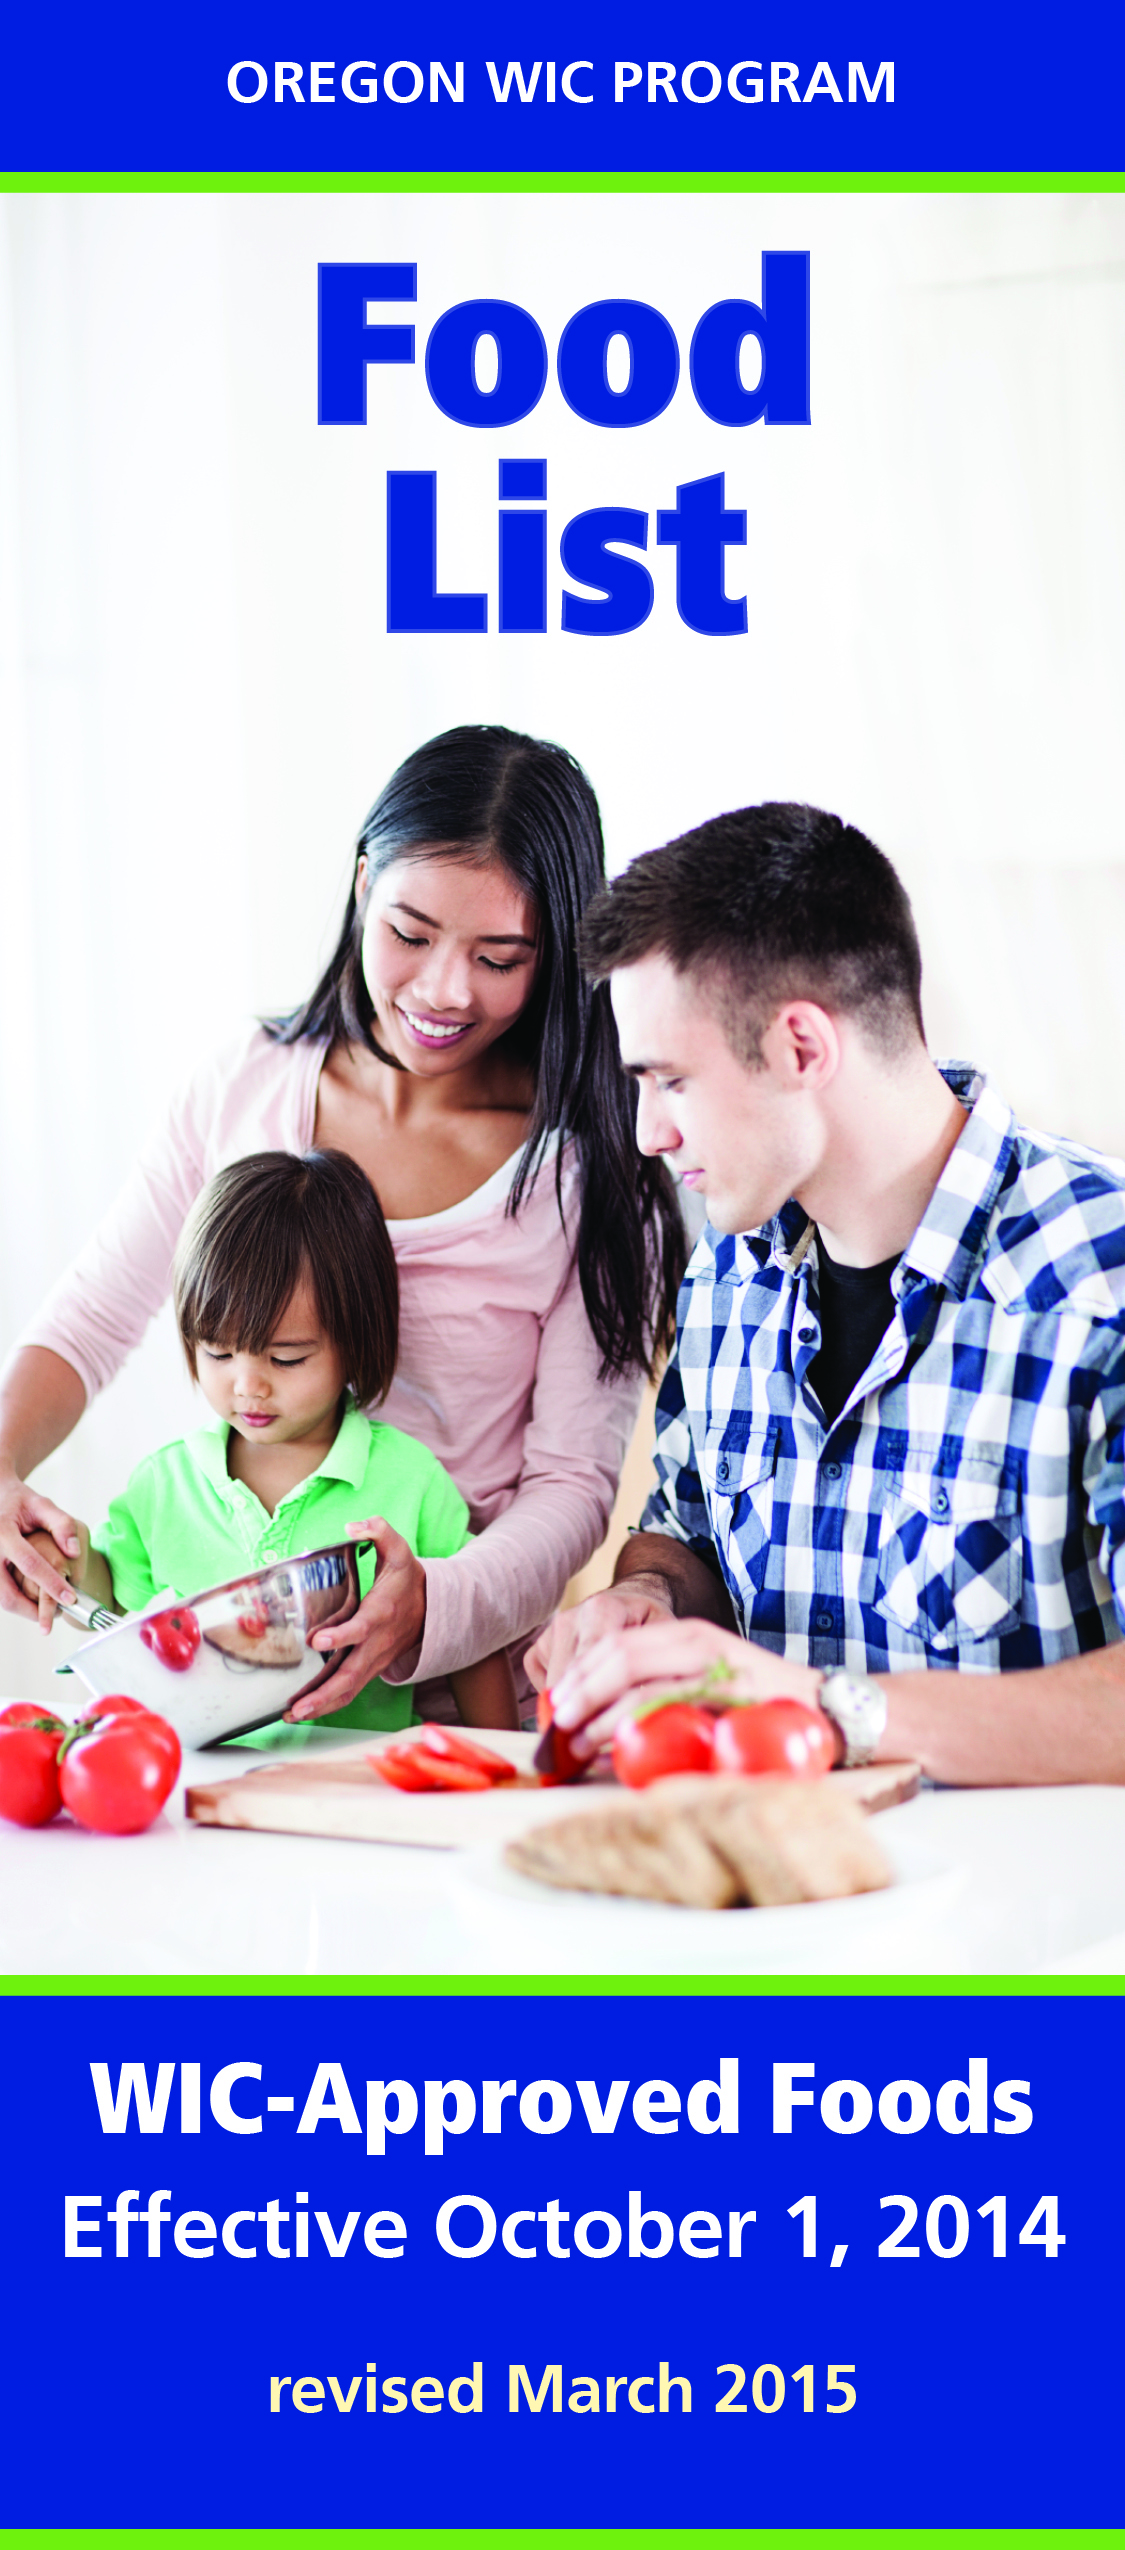 OREGON WIC PROGRAM
Food
List
WIC-Approved Foods
Effective October 1, 2014
revised March 2015